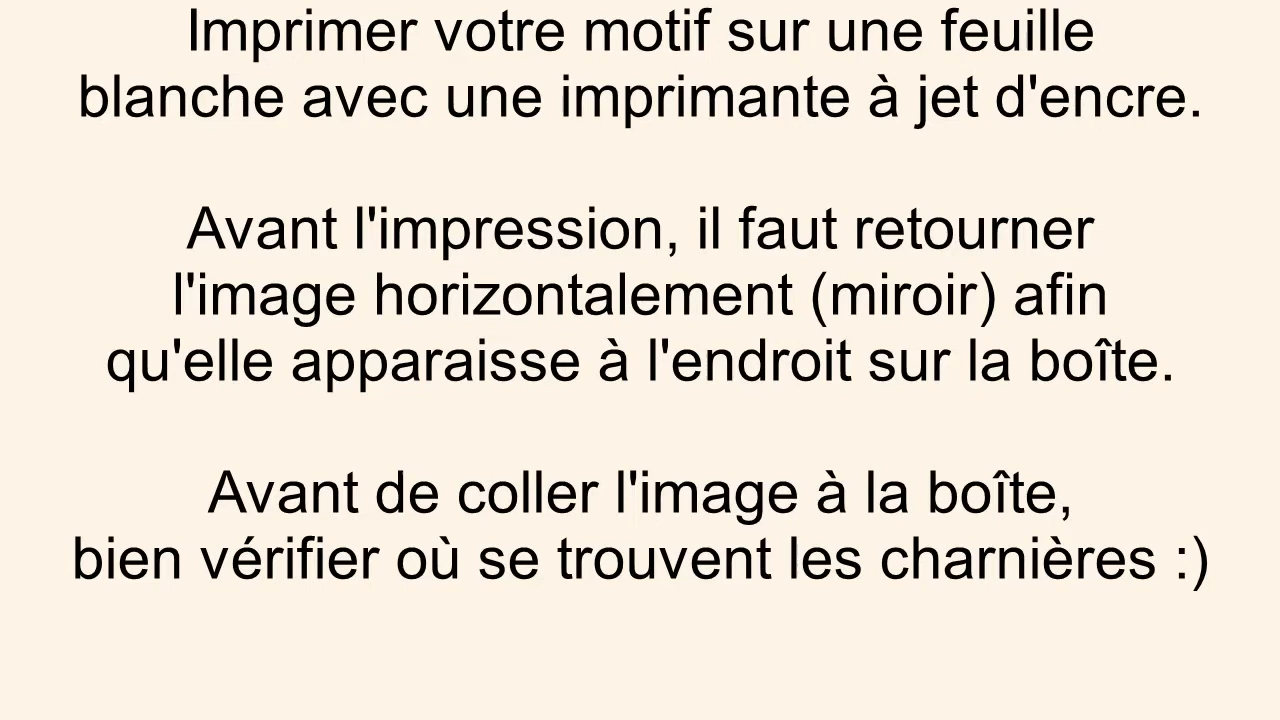 Imprimer votre motif sur une feuille
blanche avec une imprimante à jet d'encre.
Avant l'impression, il faut retourner
l'image horizontalement (miroir) afin
qu'elle apparaisse à l'endroit sur la boîte.
Avant de coller l'image à la boîte,
bien vérifier où se trouvent les charnières :)